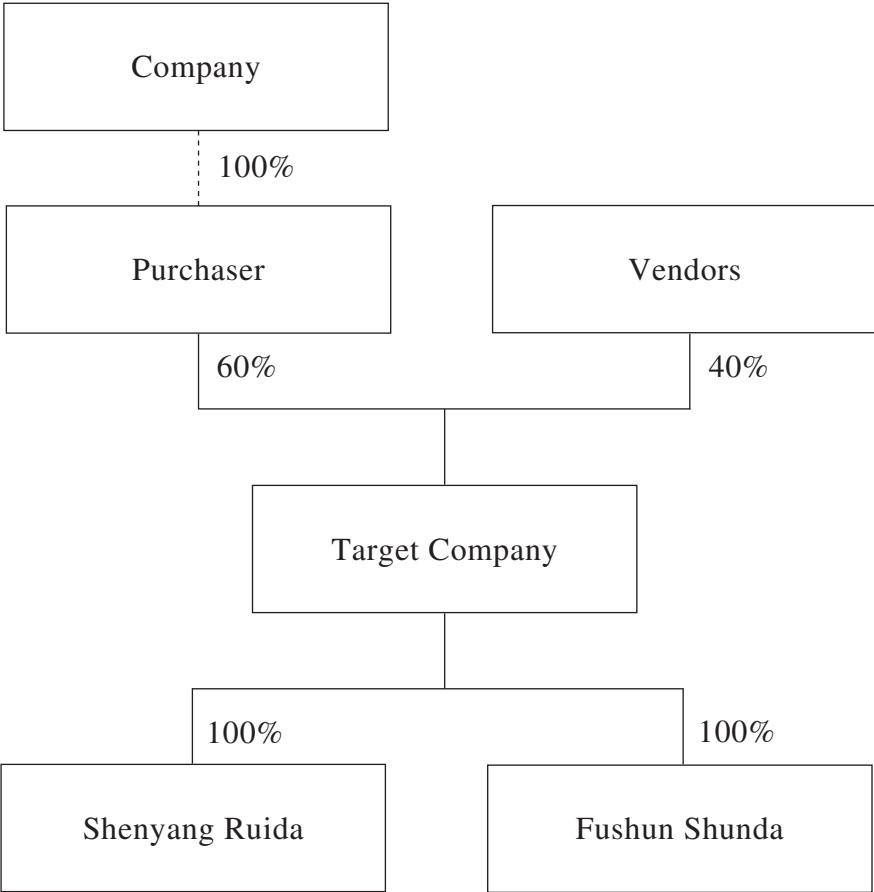 Company
100%
Purchaser
Vendors
60%
40%
Target Company
100%
100%
Shenyang Ruida
Fushun Shunda